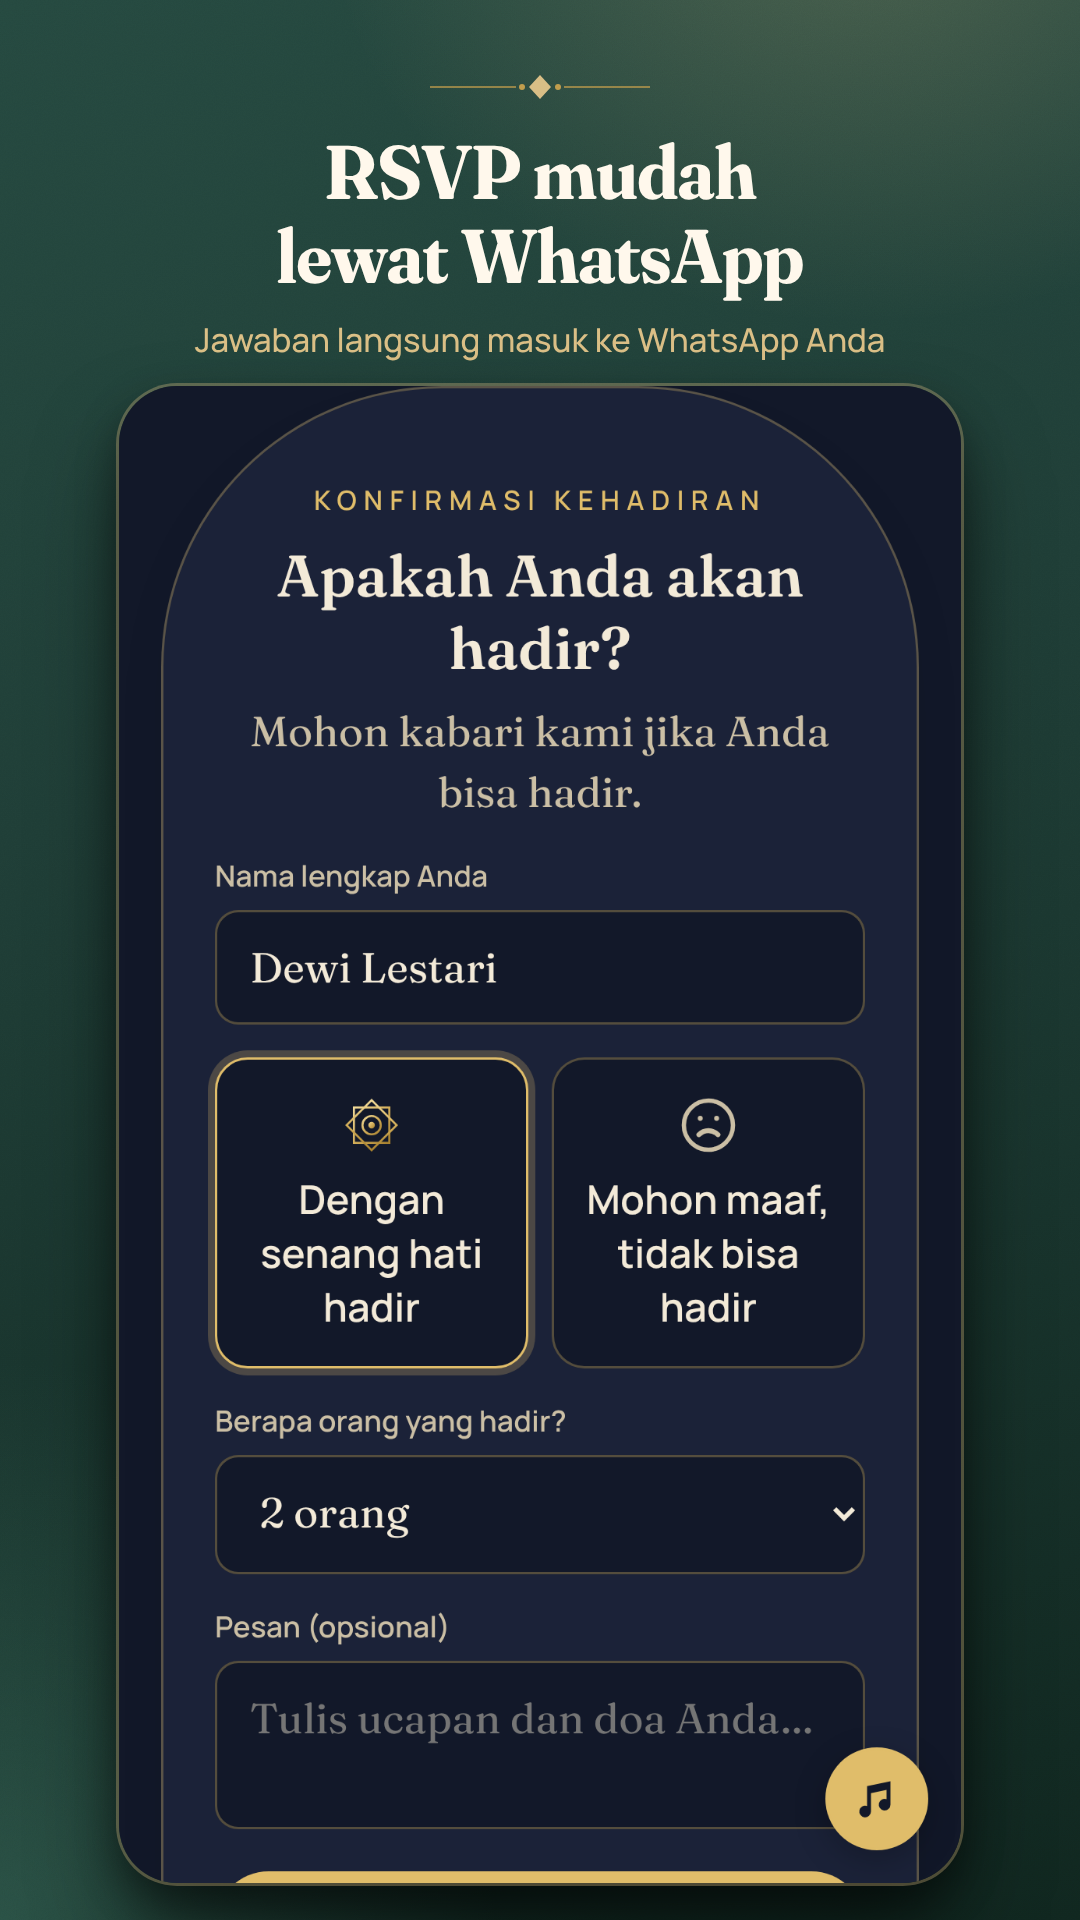 RSVP mudah
lewat WhatsApp
Jawaban langsung masuk ke WhatsApp Anda
KONFIRMASI KEHADIRAN
Apakah Anda akan
hadir?
Mohon kabari kami jika Anda
bisa hadir.
Nama lengkap Anda
Dewi Lestari
Dengan
senang hati
hadir
Mohon maaf,
tidak bisa
hadir
Berapa orang yang hadir?
2 orang
Pesan (opsional)
Tulis ucapan dan doa Anda...